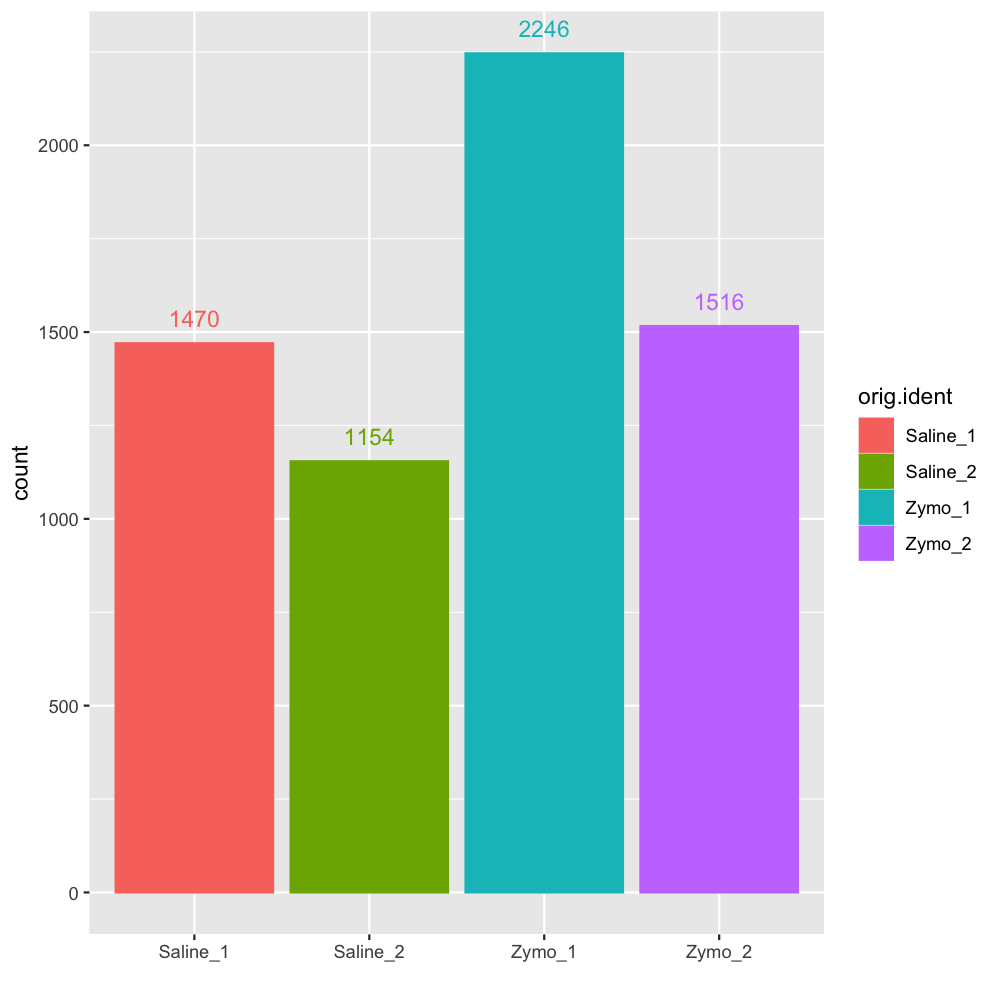 2246
2000
1516
1470
1500
1154
1000
500
0
count
Saline_1
Saline_2
Zymo_1
Zymo_2
orig.ident
Saline_1
Saline_2
Zymo_1
Zymo_2